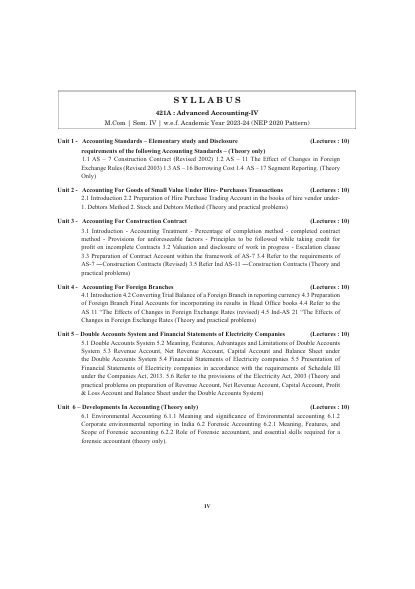 SYLLABUS
421A : Advanced Accounting-IV
M.Com | Sem. IV | w.e.f. Academic Year 2023-24 (NEP 2020 Pattern)
Unit 1 - Accounting Standards – Elementary study and Disclosure (Lectures : 10)
requirements of the following Accounting Standards – (Theory only)
1.1 AS – 7 Construction Contract (Revised 2002) 1.2 AS – 11 The Effect of Changes in Foreign
Exchange Rules (Revised 2003) 1.3 AS – 16 Borrowing Cost 1.4 AS – 17 Segment Reporting. (Theory
Only)
Unit 2 - Accounting For Goods of Small Value Under Hire- Purchases Transactions (Lectures : 10)
2.1 Introduction 2.2 Preparation of Hire Purchase Trading Account in the books of hire vendor under-
1. Debtors Method 2. Stock and Debtors Method (Theory and practical problems)
Unit 3 - Accounting For Construction Contract (Lectures : 10)
3.1 Introduction - Accounting Treatment - Percentage of completion method - completed contract
method - Provisions for unforeseeable factors - Principles to be followed while taking credit for
profit on incomplete Contracts 3.2 Valuation and disclosure of work in progress - Escalation clause
3.3 Preparation of Contract Account within the framework of AS-7 3.4 Refer to the requirements of
AS-7 —Construction Contracts (Revised) 3.5 Refer Ind AS-11 —Construction Contracts (Theory and
practical problems)
Unit 4 - Accounting For Foreign Branches (Lectures : 10)
4.1 Introduction 4.2 Converting Trial Balance of a Foreign Branch in reporting currency 4.3 Preparation
of Foreign Branch Final Accounts for incorporating its results in Head Office books 4.4 Refer to the
AS 11 "The Effects of Changes in Foreign Exchange Rates (revised) 4.5 Ind-AS 21 "The Effects of
Changes in Foreign Exchange Rates (Theory and practical problems)
Unit 5 – Double Accounts System and Financial Statements of Electricity Companies (Lectures : 10)
5.1 Double Accounts System 5.2 Meaning, Features, Advantages and Limitations of Double Accounts
System 5.3 Revenue Account, Net Revenue Account, Capital Account and Balance Sheet under
the Double Accounts System 5.4 Financial Statements of Electricity companies 5.5 Presentation of
Financial Statements of Electricity companies in accordance with the requirements of Schedule III
under the Companies Act, 2013. 5.6 Refer to the provisions of the Electricity Act, 2003 (Theory and
practical problems on preparation of Revenue Account, Net Revenue Account, Capital Account, Profit
& Loss Account and Balance Sheet under the Double Accounts System)
Unit 6 – Developments In Accounting (Theory only) (Lectures : 10)
6.1 Environmental Accounting 6.1.1 Meaning and significance of Environmental accounting 6.1.2
Corporate environmental reporting in India 6.2 Forensic Accounting 6.2.1 Meaning, Features, and
Scope of Forensic accounting 6.2.2 Role of Forensic accountant, and essential skills required for a
forensic accountant (theory only).
IV